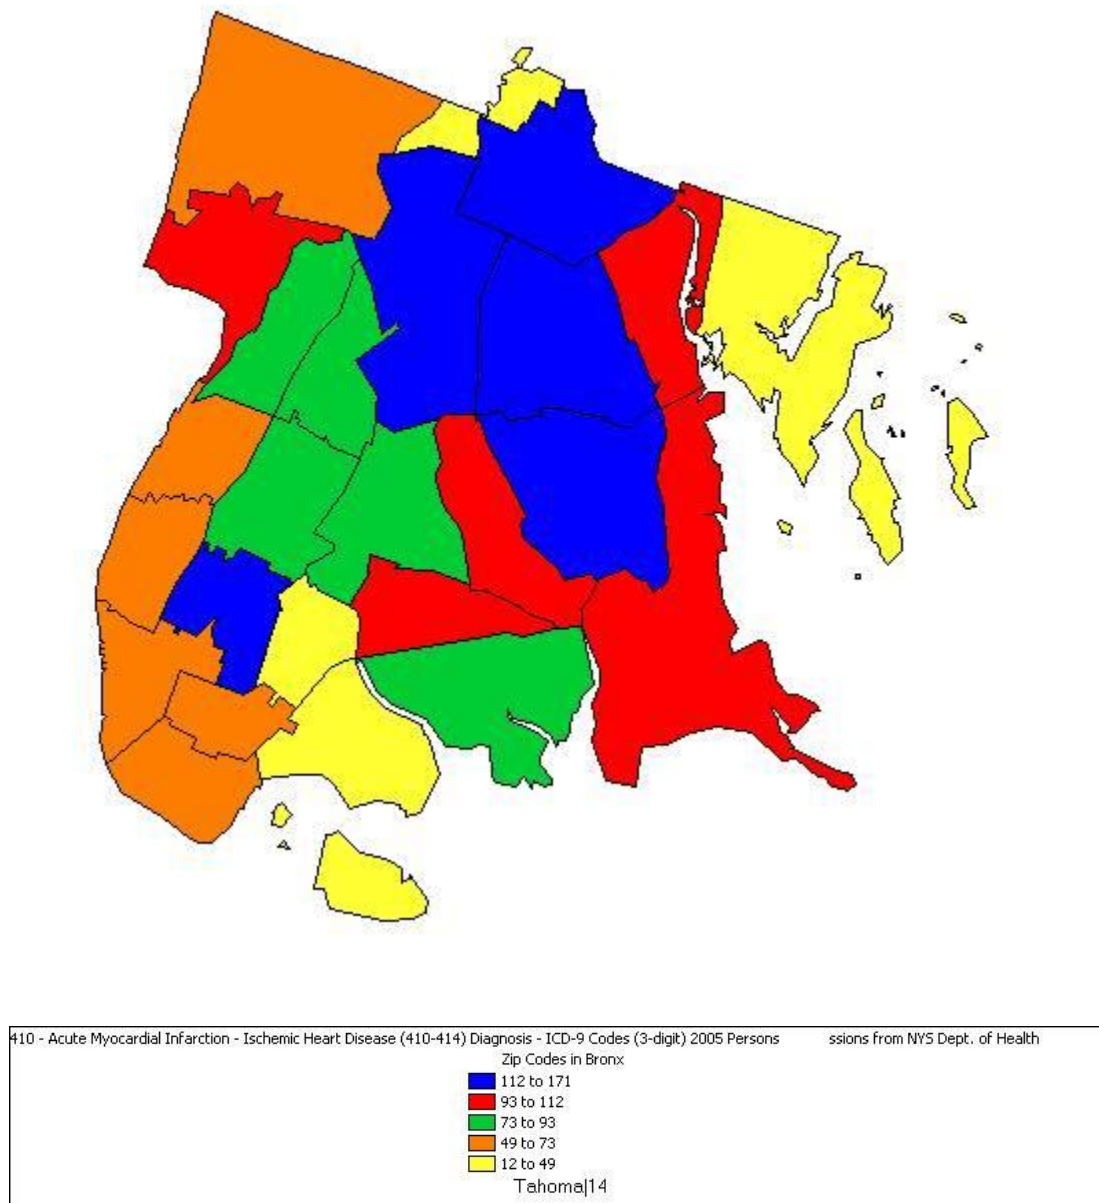 410 - Acute Myocardial Infarction - Ischemic Heart Disease (410-414) Diagnosis - ICD-9 Codes (3-digit) 2005 Persons ssions from NYS Dept. of Health
Zip Codes in Bronx
112 to 171
93 to 112
73 to 93
49 to 73
12 to 49
Tahoma|14